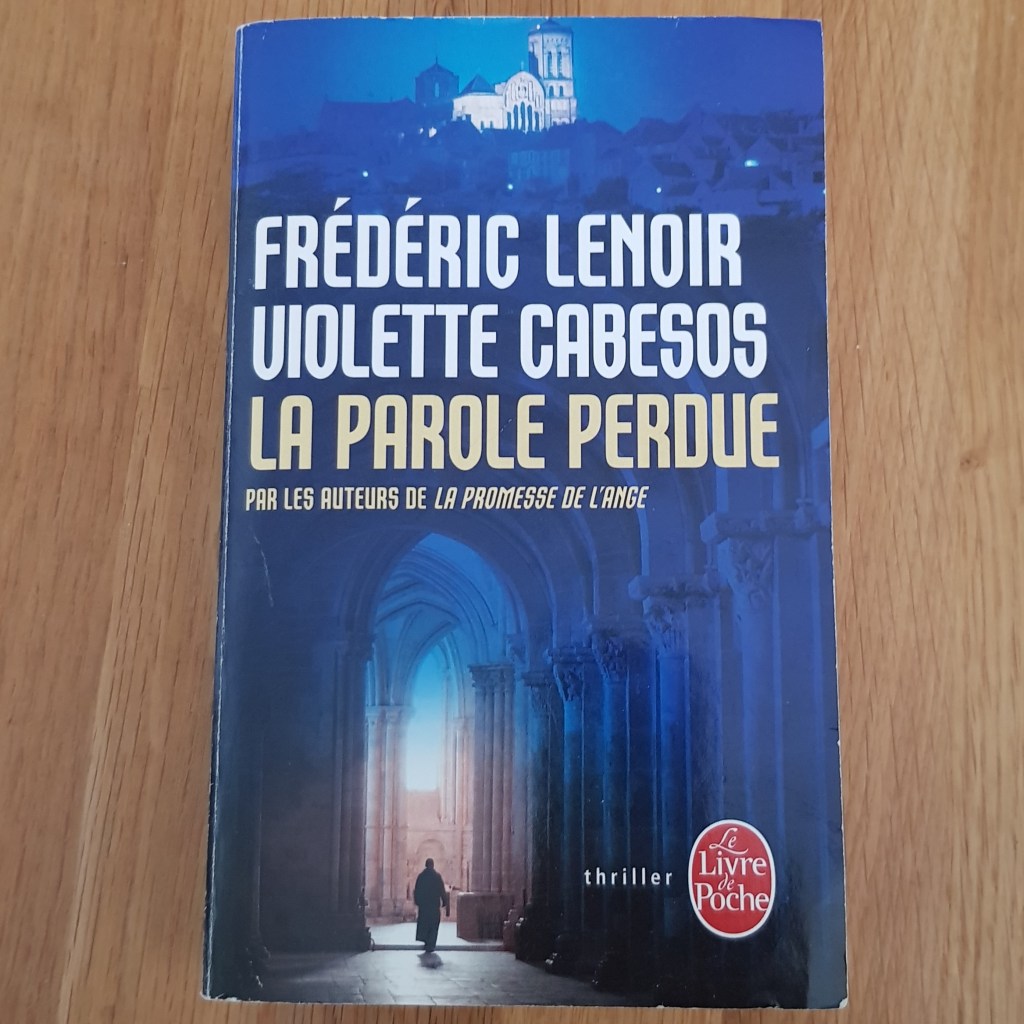 FRÉDÉRIC LENOIR
VIOLETTE CABESOS
LA PAROLE PERDUE
PAR LES AUTEURS DE LA PROMESSE DE L'ANGE
thriller
Le
Livre
de
Poche